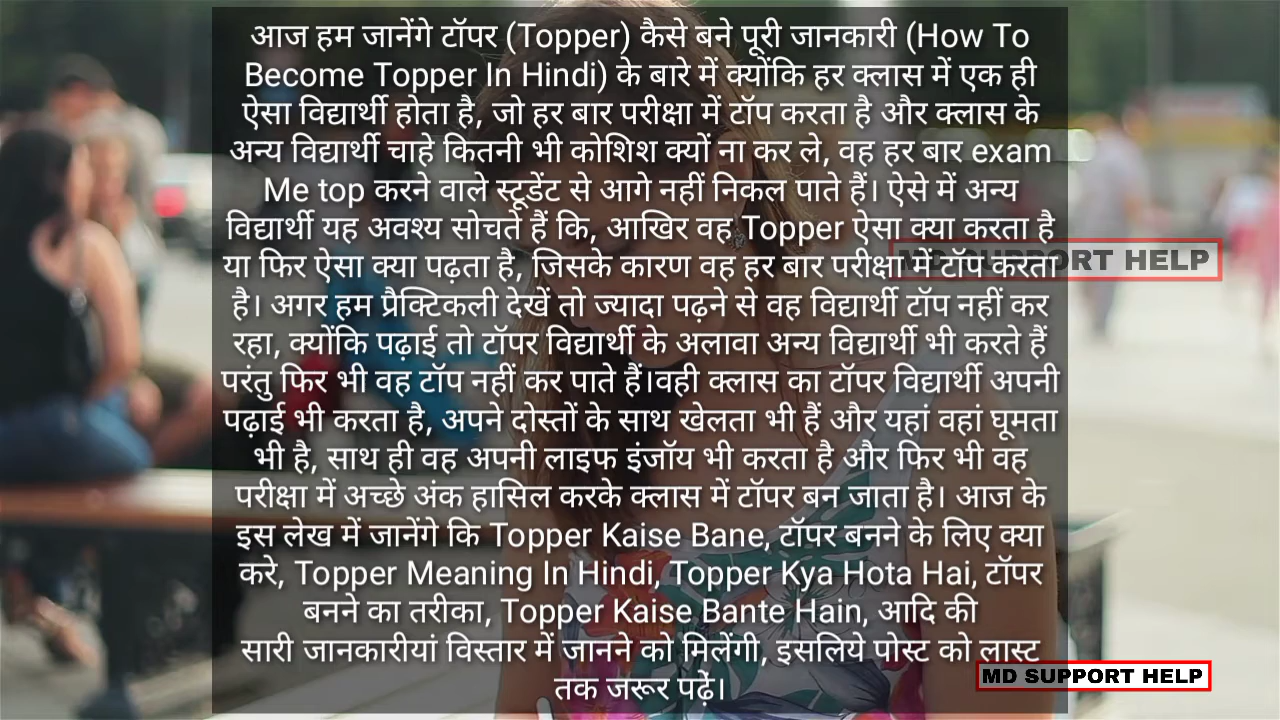 आज हम जानेंगे टॉपर (Topper) कैसे बने पूरी जानकारी (How To
Become Topper In Hindi) के बारे में क्योंकि हर क्लास में एक ही
ऐसा विद्यार्थी होता है, जो हर बार परीक्षा में टॉप करता है और क्लास के
अन्य विद्यार्थी चाहे कितनी भी कोशिश क्यों ना कर ले, वह हर बार exam
Me top करने वाले स्टूडेंट से आगे नहीं निकल पाते हैं। ऐसे में अन्य
विद्यार्थी यह अवश्य सोचते हैं कि, आखिर वह Topper ऐसा क्या करता है
या फिर ऐसा क्या पढ़ता है, जिसके कारण वह हर बार परीक्षा में टॉप करता
MD SUPPORT HELP
है। अगर हम प्रैक्टिकली देखें तो ज्यादा पढ़ने से वह विद्यार्थी टॉप नहीं कर
रहा, क्योंकि पढ़ाई तो टॉपर विद्यार्थी के अलावा अन्य विद्यार्थी भी करते हैं
परंतु फिर भी वह टॉप नहीं कर पाते हैं।वही क्लास का टॉपर विद्यार्थी अपनी
पढ़ाई भी करता है, अपने दोस्तों के साथ खेलता भी हैं और यहां वहां घूमता
भी है, साथ ही वह अपनी लाइफ इंजॉय भी करता है और फिर भी वह
परीक्षा में अच्छे अंक हासिल करके क्लास में टॉपर बन जाता है। आज के
इस लेख में जानेंगे कि Topper Kaise Bane, टॉपर बनने के लिए क्या
करे, Topper Meaning In Hindi, Topper Kya Hota Hai, टॉपर
बनने का तरीका, Topper Kaise Bante Hain, आदि की
सारी जानकारीयां विस्तार में जानने को मिलेंगी, इसलिये पोस्ट को लास्ट
तक जरूर पढ़ें।
MD SUPPORT HELP